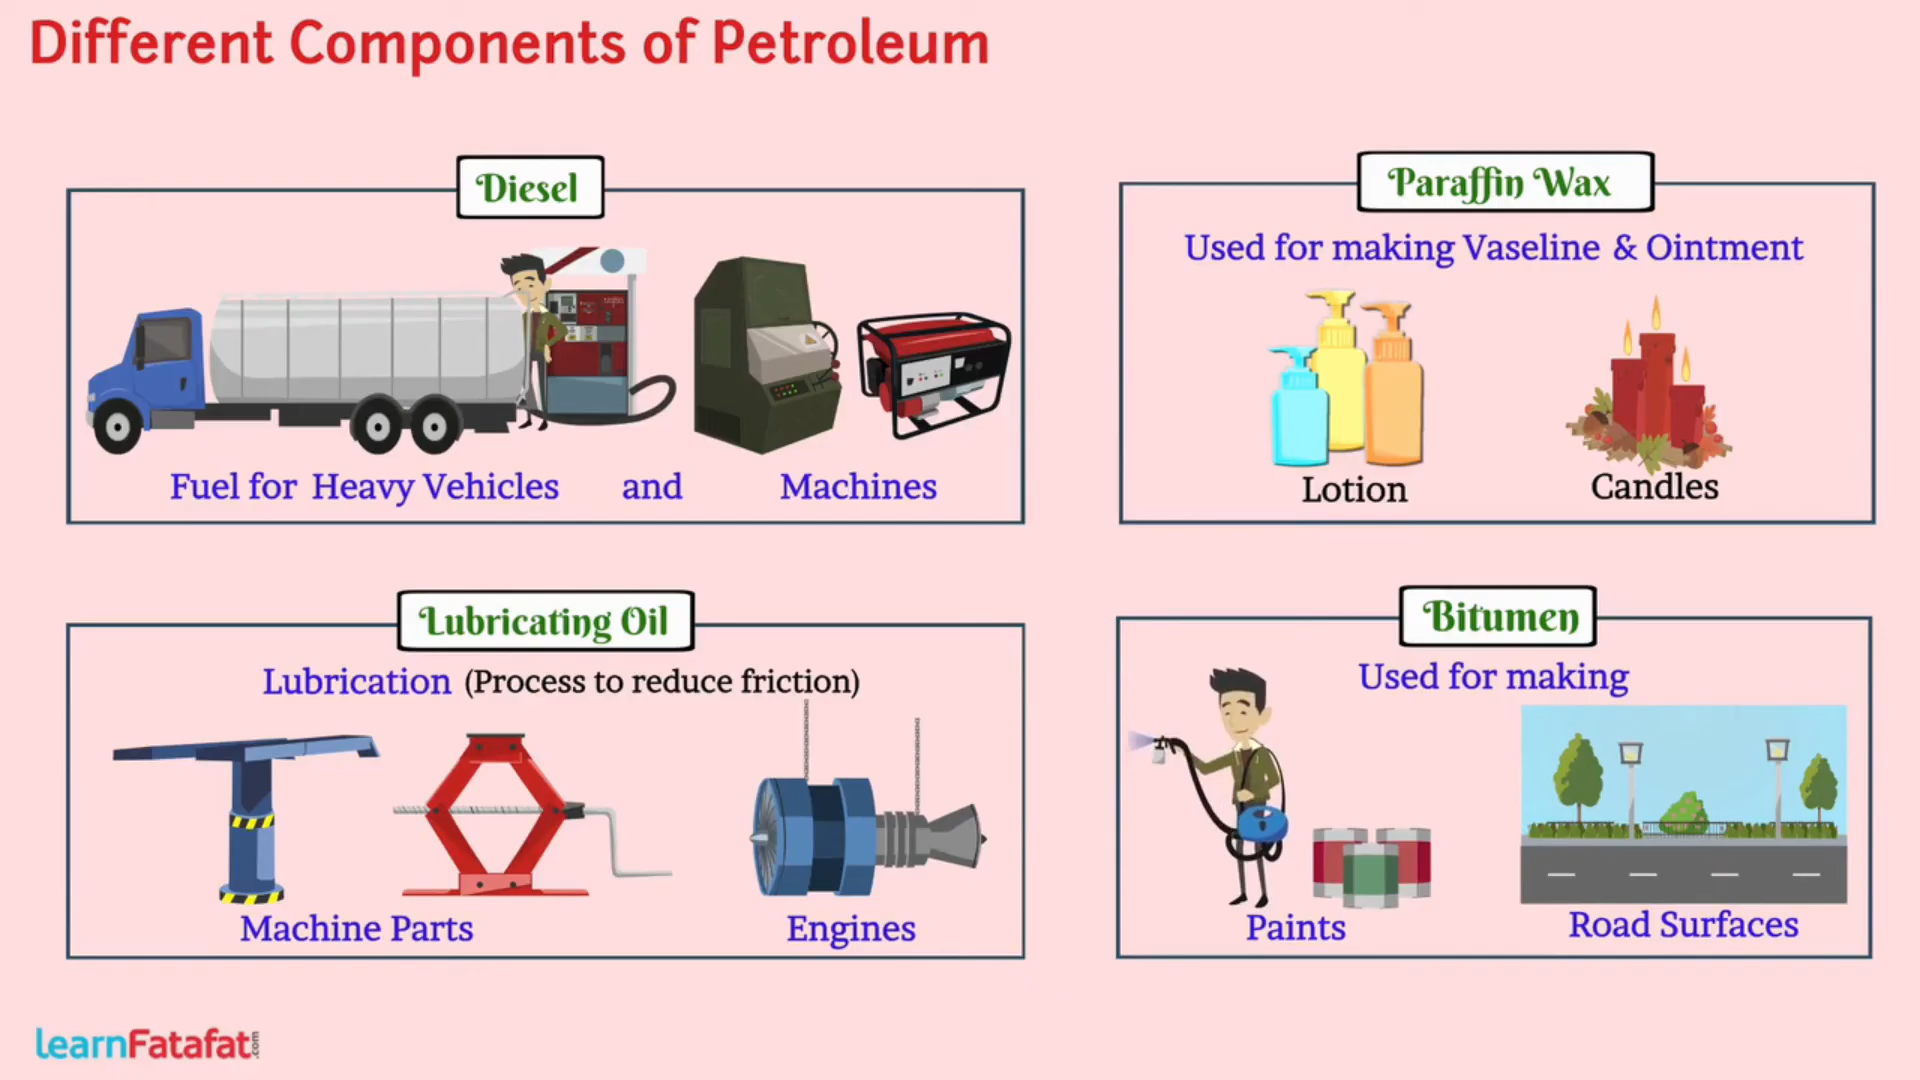 Different Components of Petroleum
Diesel
Fuel for Heavy Vehicles and Machines
Paraffin Wax
Used for making Vaseline & Ointment
Lotion
Candles
Lubricating Oil
Lubrication (Process to reduce friction)
Machine Parts
Engines
Bitumen
Used for making
Paints
Road Surfaces
learnFatafat.com